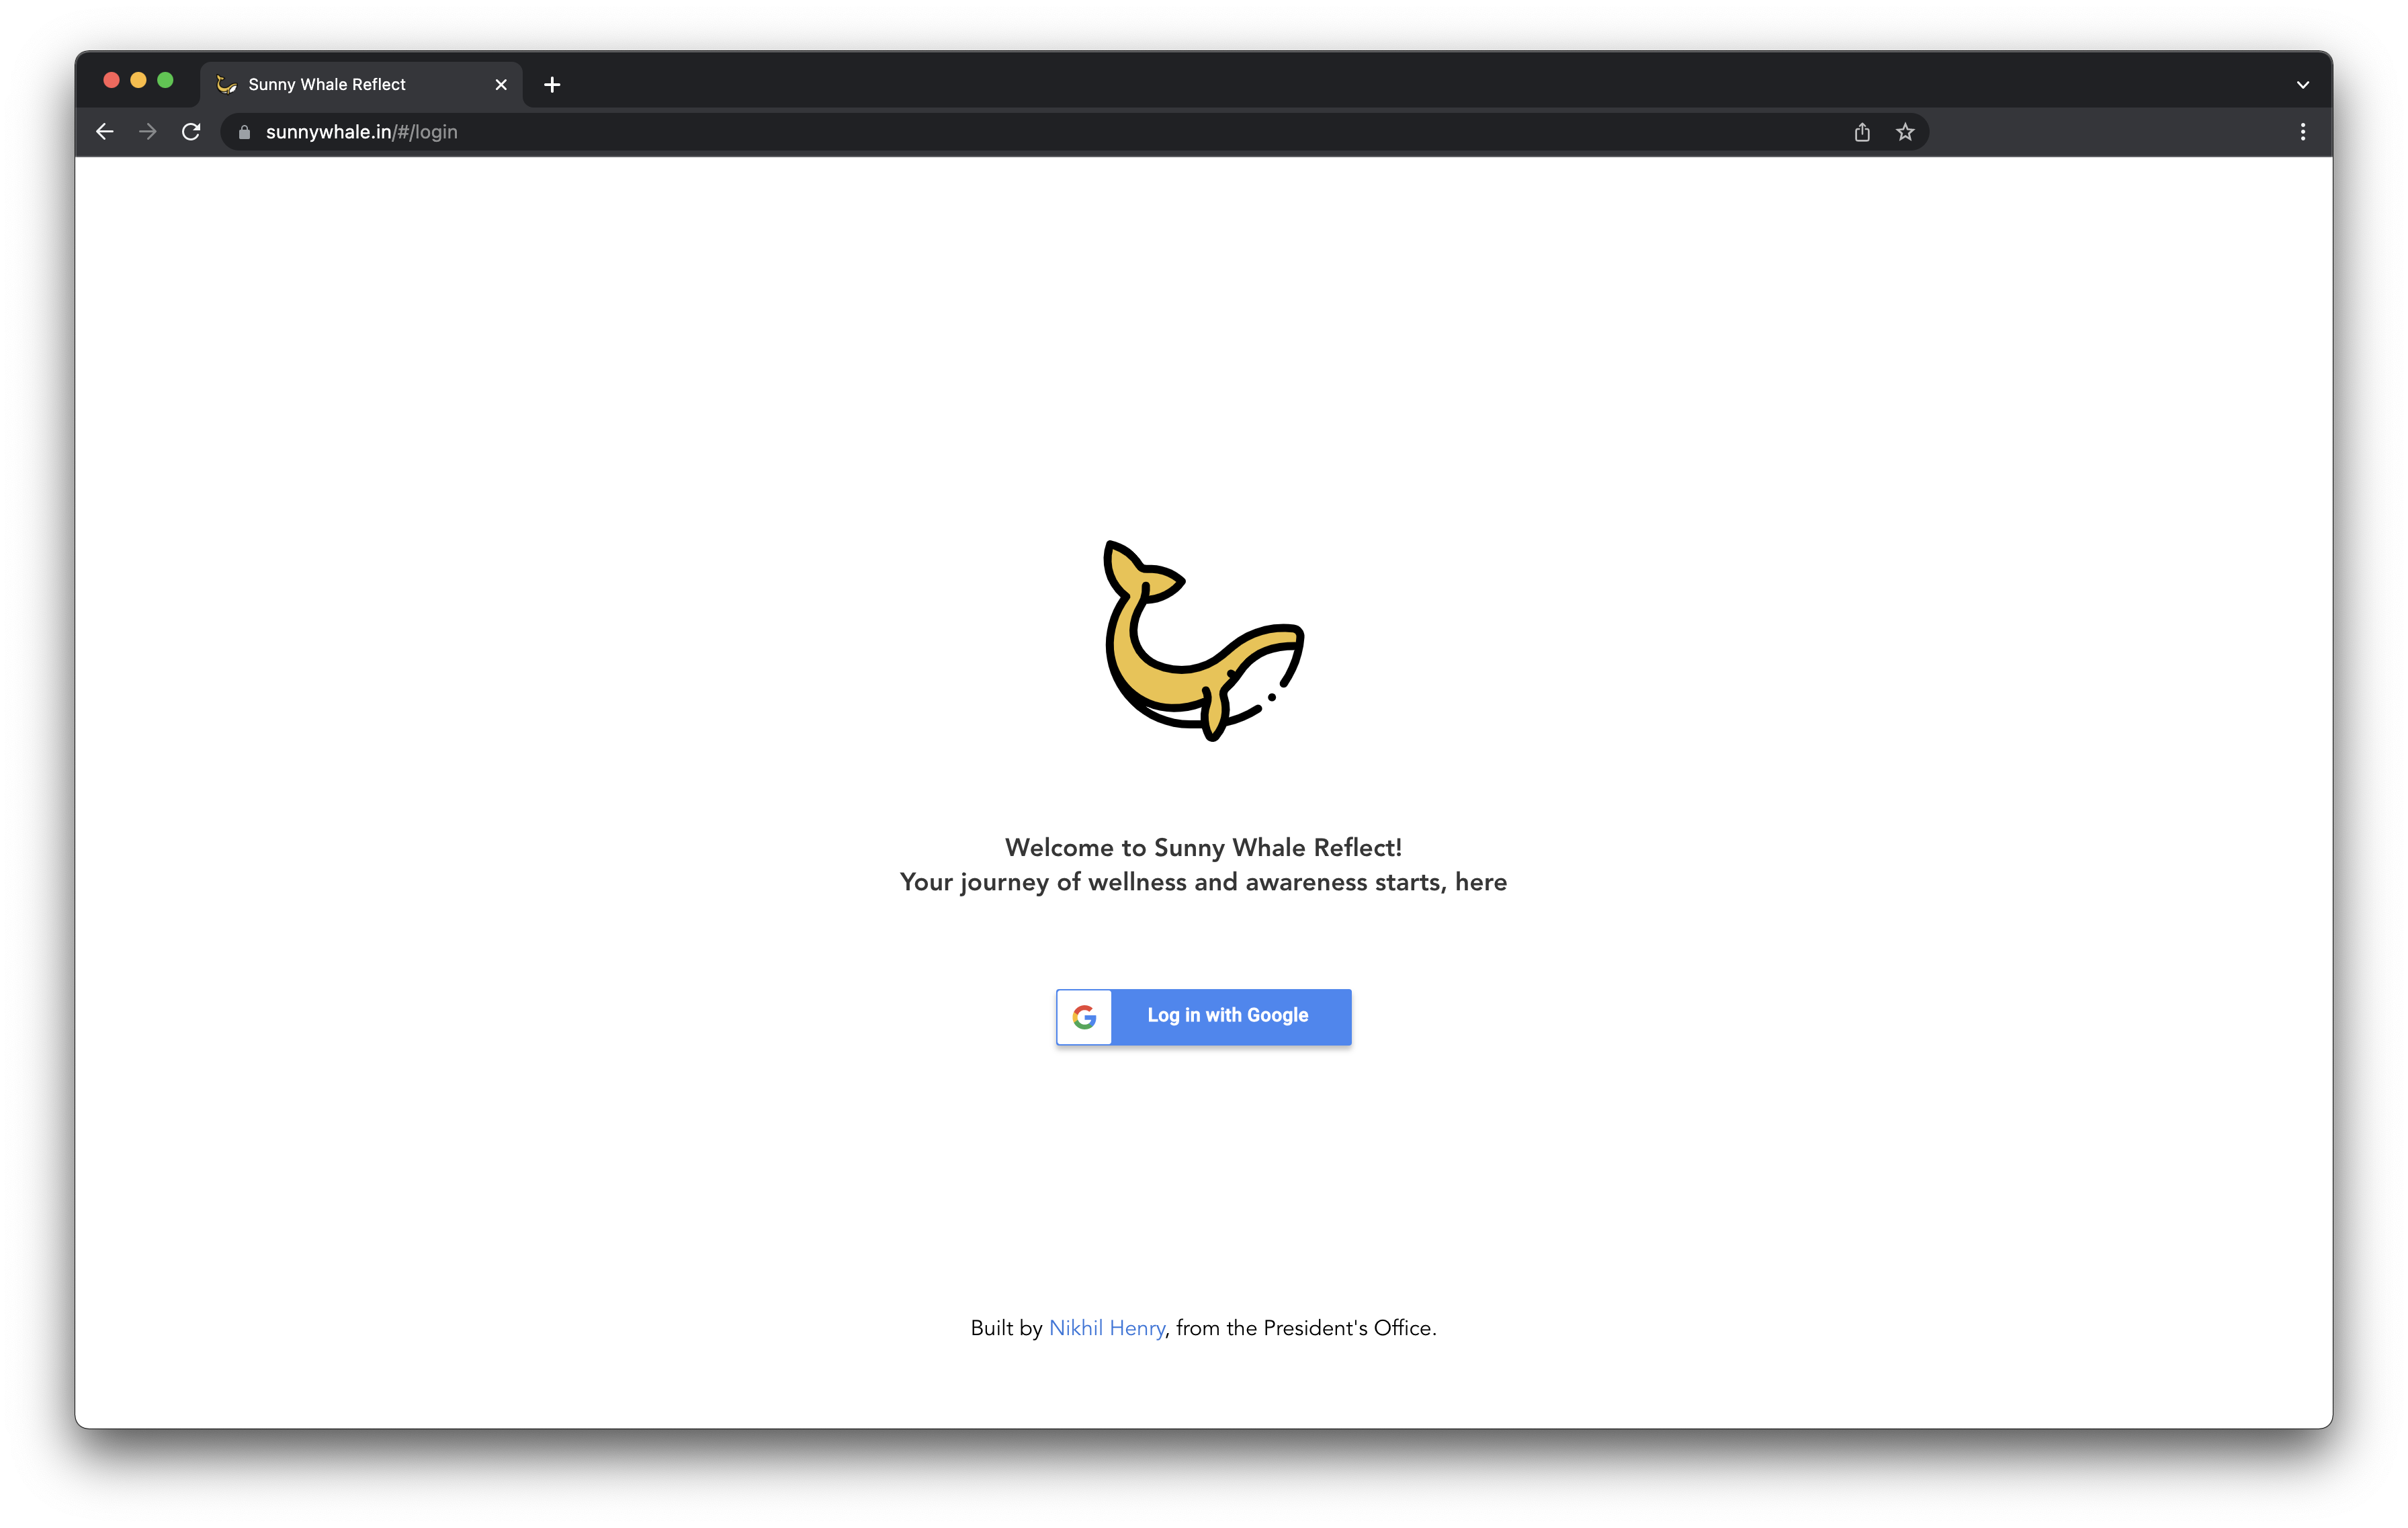 Sunny Whale Reflect
sunnywhale.in/#/login
Welcome to Sunny Whale Reflect!
Your journey of wellness and awareness starts, here
Log in with Google
Built by Nikhil Henry, from the President's Office.